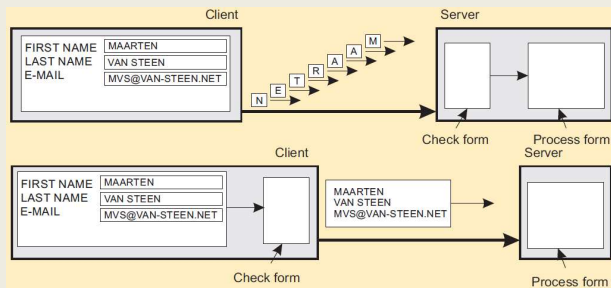 Client
Server
FIRST NAME MAARTEN
LAST NAME VAN STEEN
E-MAIL MVS@VAN-STEEN.NET
N E T R A A M
Check form
Process form
Client
Server
FIRST NAME MAARTEN
LAST NAME VAN STEEN
E-MAIL MVS@VAN-STEEN.NET
MAARTEN
VAN STEEN
MVS@VAN-STEEN.NET
Check form
Process form